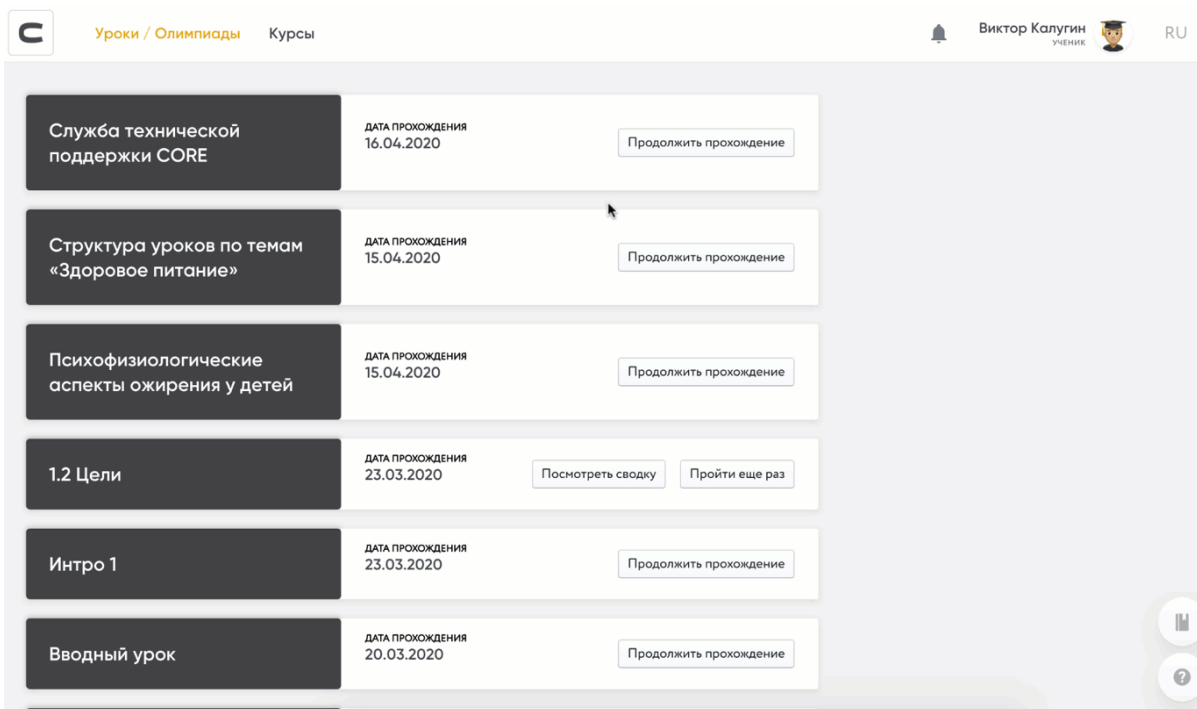 Уроки / Олимпиады Курсы Виктор Калугин RU
УЧЕНИК
Служба технической
поддержки CORE
ДАТА ПРОХОЖДЕНИЯ
16.04.2020
Продолжить прохождение
Структура уроков по темам
«Здоровое питание»
ДАТА ПРОХОЖДЕНИЯ
15.04.2020
Продолжить прохождение
Психофизиологические
аспекты ожирения у детей
ДАТА ПРОХОЖДЕНИЯ
15.04.2020
Продолжить прохождение
1.2 Цели
ДАТА ПРОХОЖДЕНИЯ
23.03.2020
Посмотреть сводку Пройти еще раз
Интро 1
ДАТА ПРОХОЖДЕНИЯ
23.03.2020
Продолжить прохождение
Вводный урок
ДАТА ПРОХОЖДЕНИЯ
20.03.2020
Продолжить прохождение
?